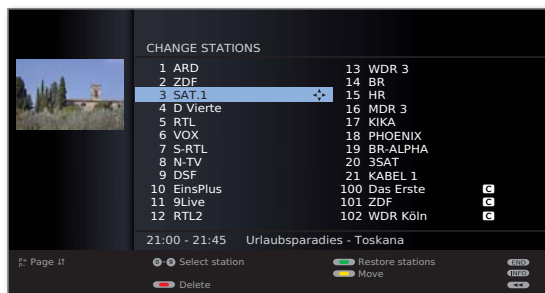 CHANGE STATIONS
1 ARD
2 ZDF
3 SAT.1
4 D Vierte
5 RTL
6 VOX
7 S-RTL
8 N-TV
9 DSF
10 EinsPlus
11 9Live
12 RTL2
13 WDR 3
14 BR
15 HR
16 MDR 3
17 KIKA
18 PHOENIX
19 BR-ALPHA
20 3SAT
21 KABEL 1
100 Das Erste C
101 ZDF C
102 WDR Köln C
21:00 - 21:45 Urlaubsparadies - Toskana
P+ P- Page ↓↑
0-9 Select station
Delete
Restore stations
Move
END
INFO